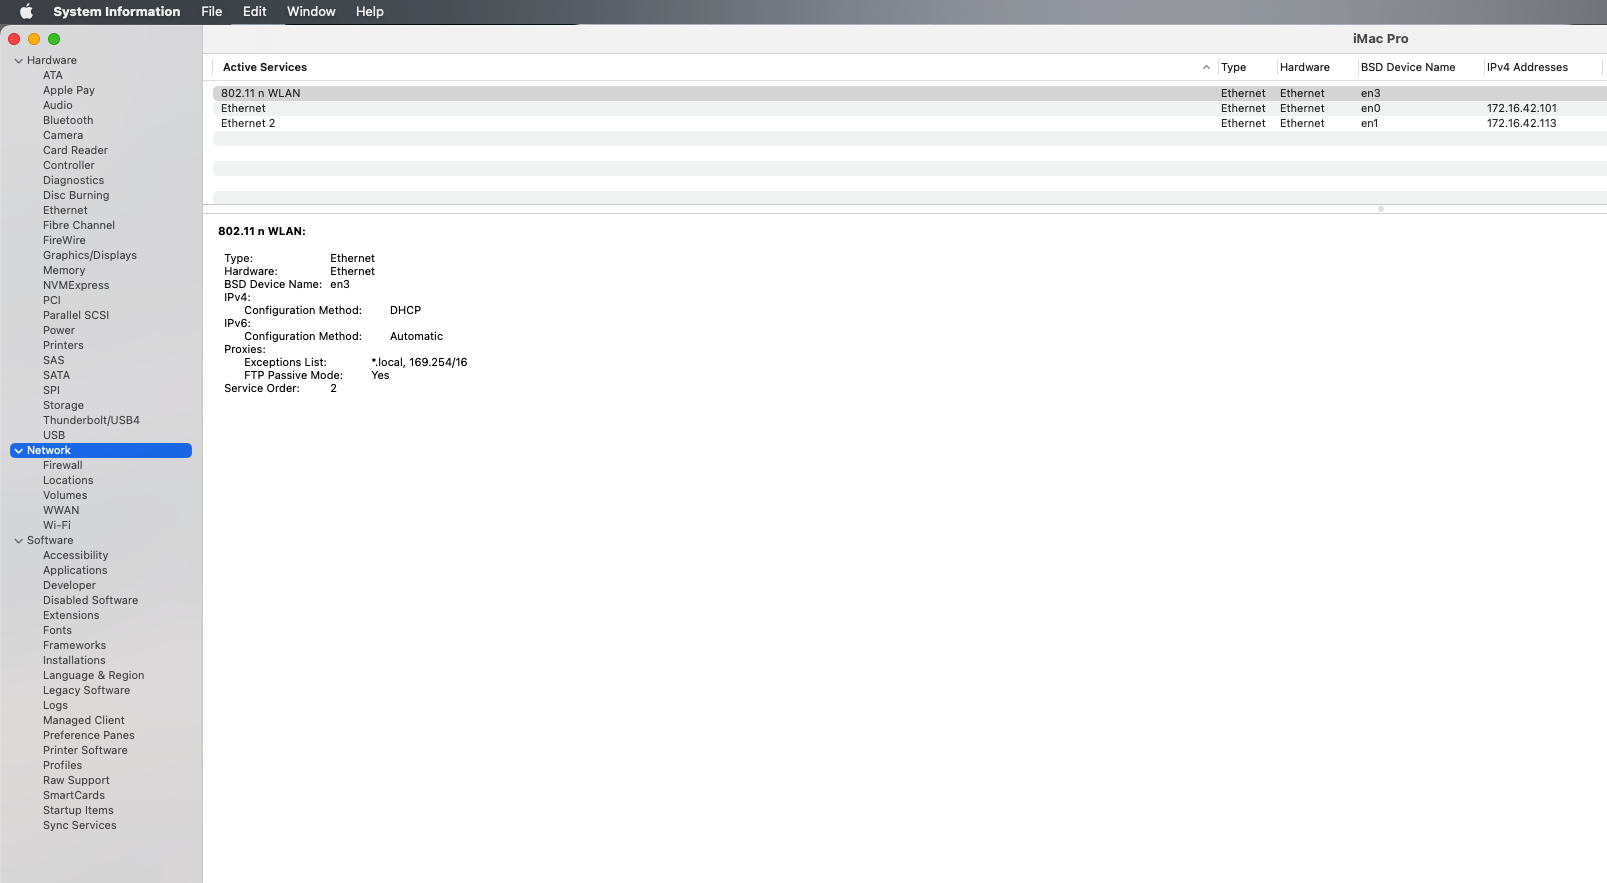 System Information File Edit Window Help
iMac Pro
Hardware
ATA
Apple Pay
Audio
Bluetooth
Camera
Card Reader
Controller
Diagnostics
Disc Burning
Ethernet
Fibre Channel
FireWire
Graphics/Displays
Memory
NVMExpress
PCI
Parallel SCSI
Power
Printers
SAS
SATA
SPI
Storage
Thunderbolt/USB4
USB
Network
Firewall
Locations
Volumes
WWAN
Wi-Fi
Software
Accessibility
Applications
Developer
Disabled Software
Extensions
Fonts
Frameworks
Installations
Language & Region
Legacy Software
Logs
Managed Client
Preference Panes
Printer Software
Profiles
Raw Support
SmartCards
Startup Items
Sync Services
Active Services Type Hardware BSD Device Name IPv4 Addresses
802.11 n WLAN Ethernet Ethernet en3
Ethernet Ethernet Ethernet en0 172.16.42.101
Ethernet 2 Ethernet Ethernet en1 172.16.42.113
802.11 n WLAN:
Type: Ethernet
Hardware: Ethernet
BSD Device Name: en3
IPv4:
Configuration Method: DHCP
IPv6:
Configuration Method: Automatic
Proxies:
Exceptions List: *.local, 169.254/16
FTP Passive Mode: Yes
Service Order: 2